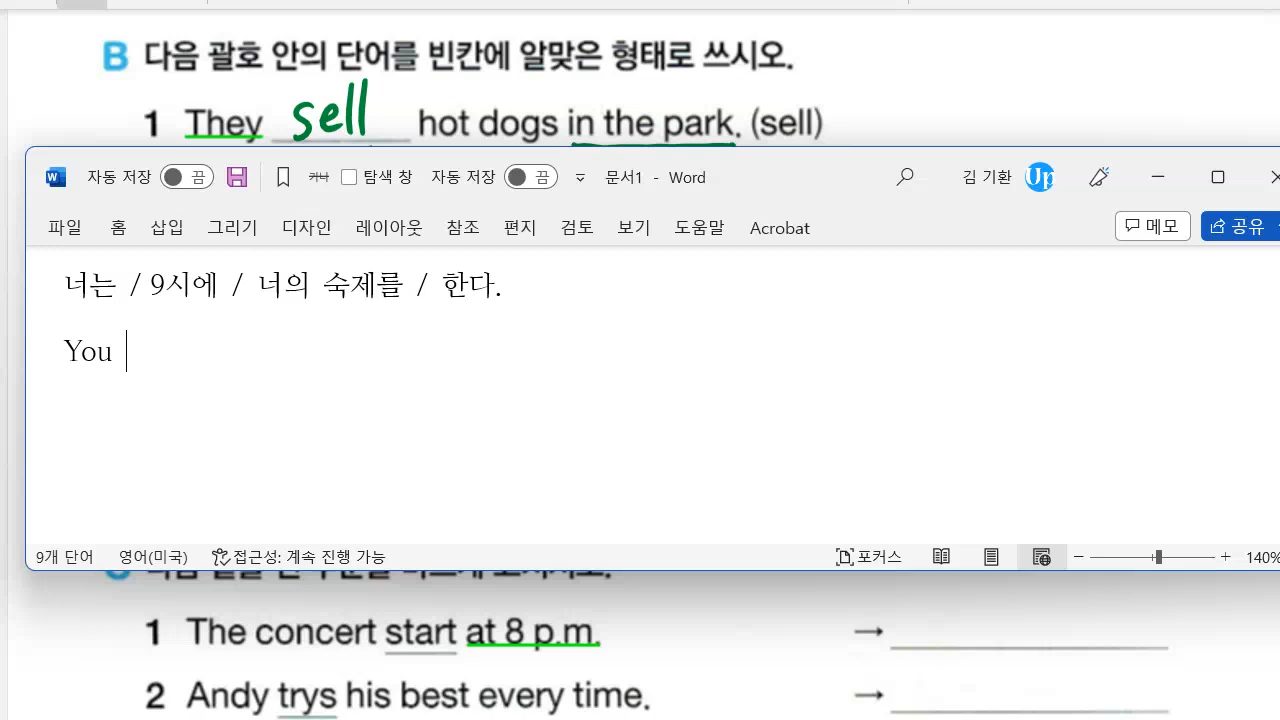 B 다음 괄호 안의 단어를 빈칸에 알맞은 형태로 쓰시오.
1 They sell hot dogs in the park. (sell)
자동 저장 끔 가나 탐색 창 자동 저장 끔 문서1 - Word 김 기환 Up
파일 홈 삽입 그리기 디자인 레이아웃 참조 편지 검토 보기 도움말 Acrobat 메모 공유
너는 / 9시에 / 너의 숙제를 / 한다.
You
9개 단어 영어(미국) 접근성: 계속 진행 가능 포커스 - + 140%
1 The concert start at 8 p.m. →
2 Andy trys his best every time. →